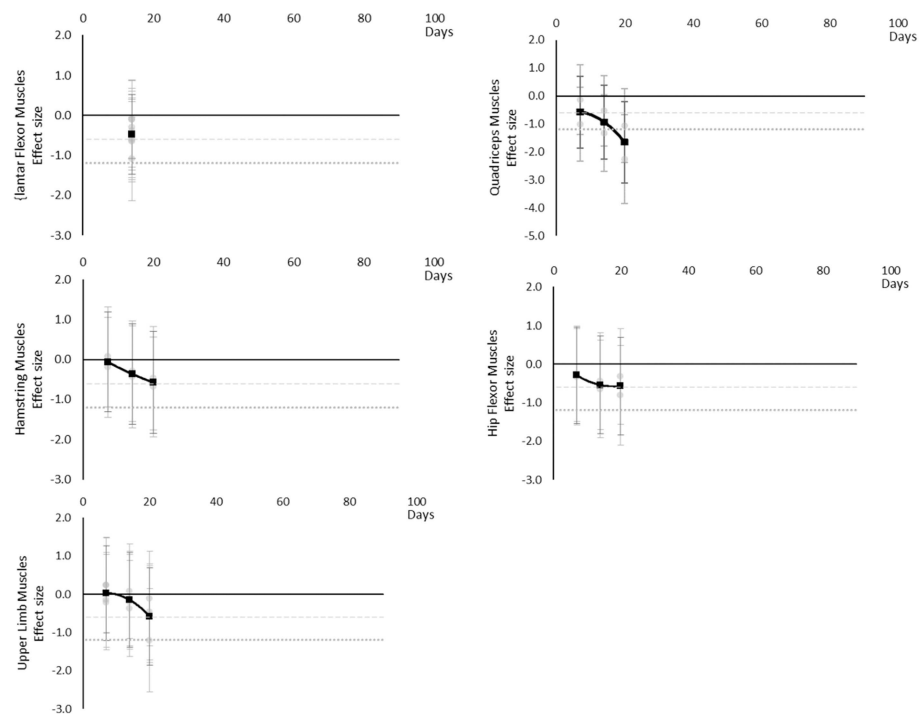 0 20 40 60 80 100
Days
2.0
1.0
0.0
-1.0
-2.0
-3.0
{lantar Flexor Muscles
Effect size
0 20 40 60 80 100
Days
2.0
1.0
0.0
-1.0
-2.0
-3.0
-4.0
-5.0
Quadriceps Muscles
Effect size
0 20 40 60 80 100
Days
2.0
1.0
0.0
-1.0
-2.0
-3.0
Hamstring Muscles
Effect size
0 20 40 60 80 100
Days
2.0
1.0
0.0
-1.0
-2.0
-3.0
Hip Flexor Muscles
Effect size
0 20 40 60 80 100
Days
2.0
1.0
0.0
-1.0
-2.0
-3.0
Upper Limb Muscles
Effect size